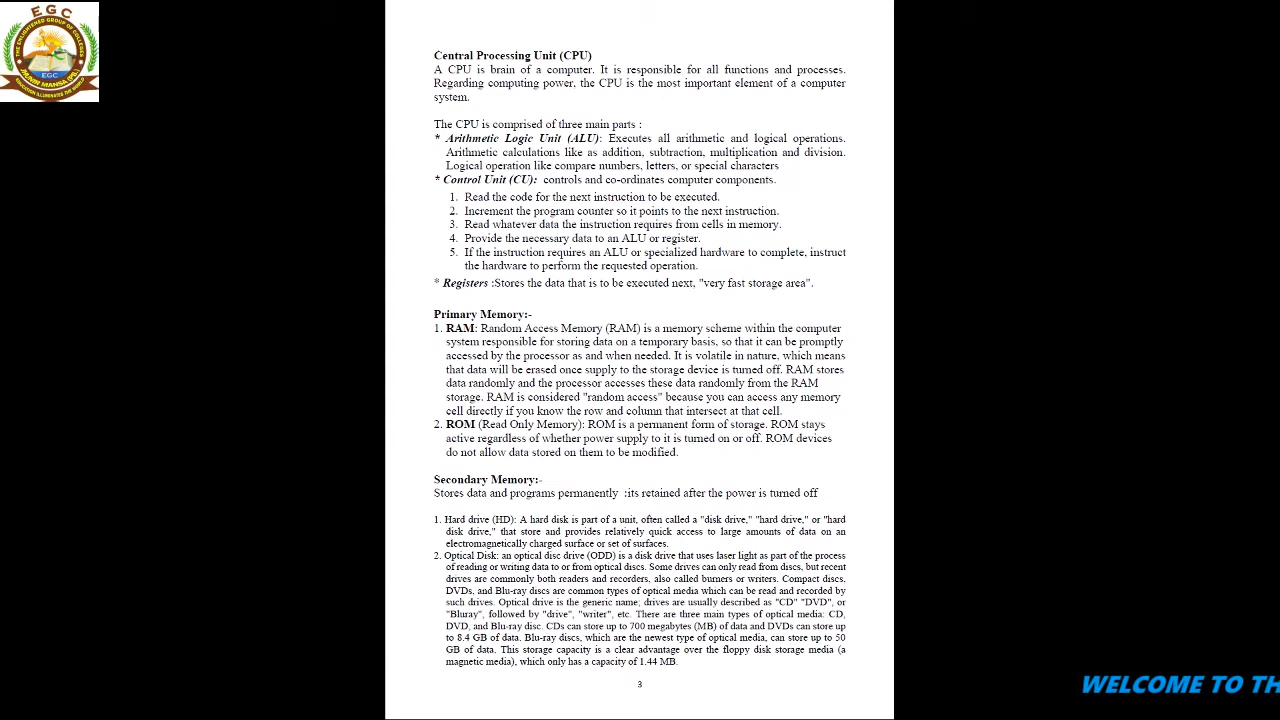 EGC
THE ENLIGHTENED GROUP OF COLLEGES
EGC
Central Processing Unit (CPU)
A CPU is brain of a computer. It is responsible for all functions and processes.
Regarding computing power, the CPU is the most important element of a computer
system.
The CPU is comprised of three main parts :
* Arithmetic Logic Unit (ALU): Executes all arithmetic and logical operations.
Arithmetic calculations like as addition, subtraction, multiplication and division.
Logical operation like compare numbers, letters, or special characters
* Control Unit (CU): controls and co-ordinates computer components.
1. Read the code for the next instruction to be executed.
2. Increment the program counter so it points to the next instruction.
3. Read whatever data the instruction requires from cells in memory.
4. Provide the necessary data to an ALU or register.
5. If the instruction requires an ALU or specialized hardware to complete, instruct
the hardware to perform the requested operation.
* Registers :Stores the data that is to be executed next, "very fast storage area".
Primary Memory:-
1. RAM: Random Access Memory (RAM) is a memory scheme within the computer
system responsible for storing data on a temporary basis, so that it can be promptly
accessed by the processor as and when needed. It is volatile in nature, which means
that data will be erased once supply to the storage device is turned off. RAM stores
data randomly and the processor accesses these data randomly from the RAM
storage. RAM is considered "random access" because you can access any memory
cell directly if you know the row and column that intersect at that cell.
2. ROM (Read Only Memory): ROM is a permanent form of storage. ROM stays
active regardless of whether power supply to it is turned on or off. ROM devices
do not allow data stored on them to be modified.
Secondary Memory:-
Stores data and programs permanently :its retained after the power is turned off
1. Hard drive (HD): A hard disk is part of a unit, often called a "disk drive," "hard drive," or "hard
disk drive," that store and provides relatively quick access to large amounts of data on an
electromagnetically charged surface or set of surfaces.
2. Optical Disk: an optical disc drive (ODD) is a disk drive that uses laser light as part of the process
of reading or writing data to or from optical discs. Some drives can only read from discs, but recent
drives are commonly both readers and recorders, also called burners or writers. Compact discs,
DVDs, and Blu-ray discs are common types of optical media which can be read and recorded by
such drives. Optical drive is the generic name; drives are usually described as "CD" "DVD", or
"Bluray", followed by "drive", "writer", etc. There are three main types of optical media: CD,
DVD, and Blu-ray disc. CDs can store up to 700 megabytes (MB) of data and DVDs can store up
to 8.4 GB of data. Blu-ray discs, which are the newest type of optical media, can store up to 50
GB of data. This storage capacity is a clear advantage over the floppy disk storage media (a
magnetic media), which only has a capacity of 1.44 MB.
3
WELCOME TO TH